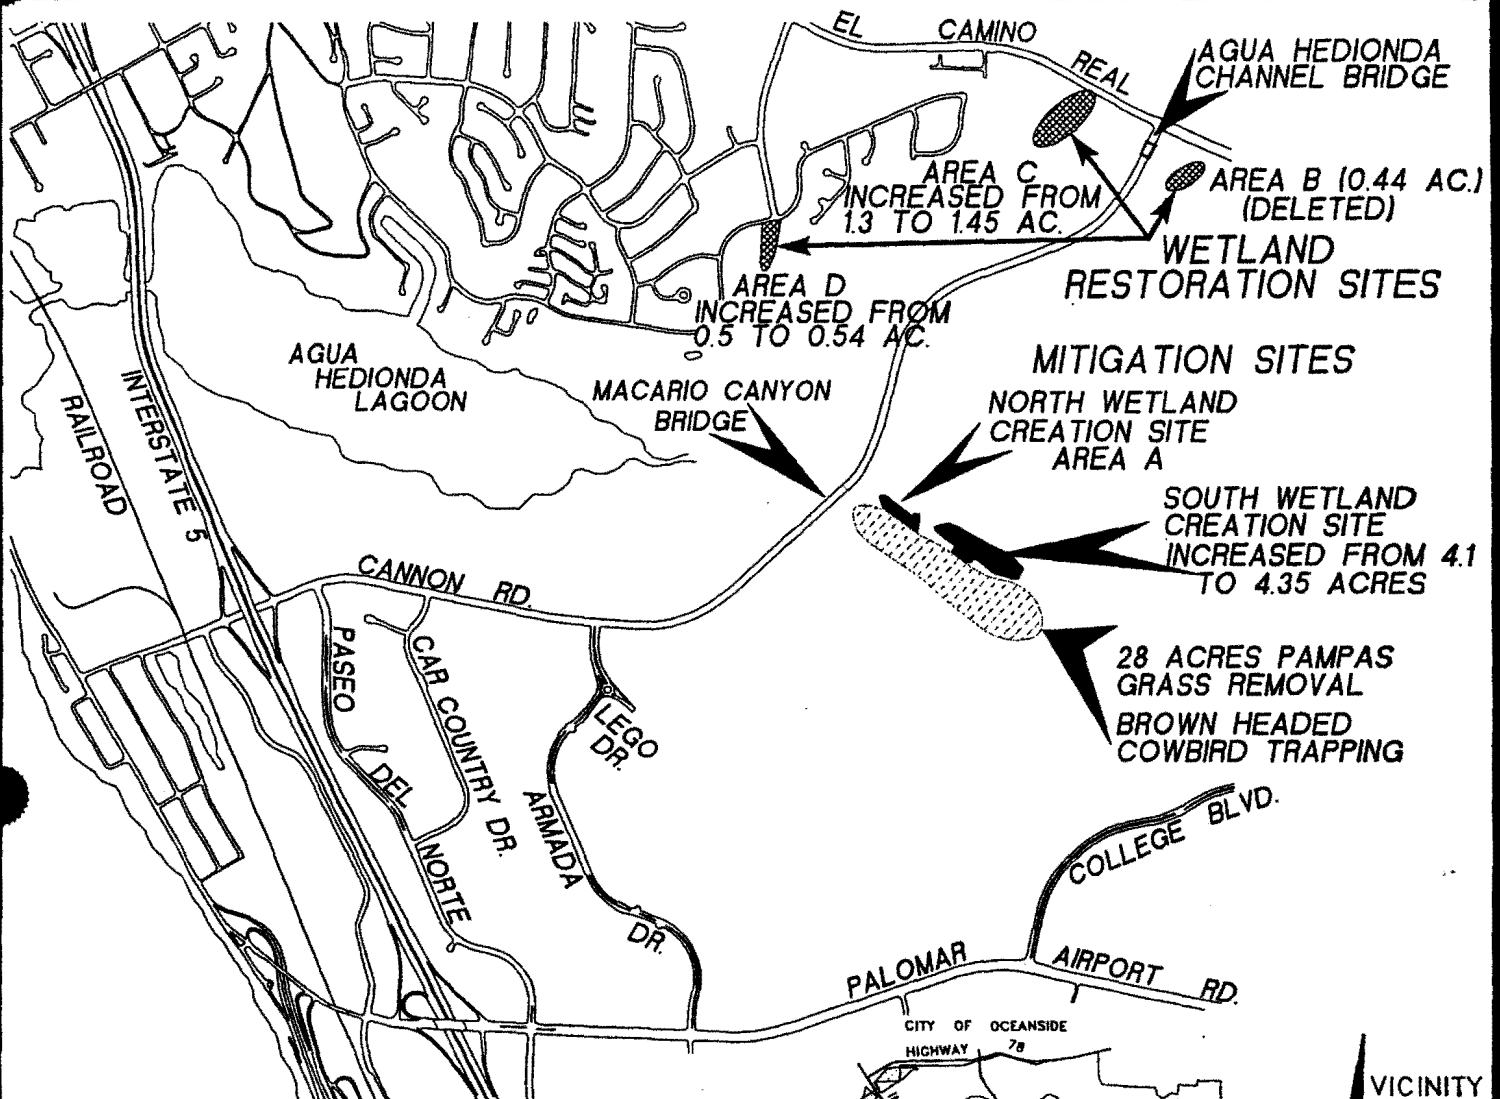 EL CAMINO REAL
AGUA HEDIONDA
CHANNEL BRIDGE
AREA C
INCREASED FROM
1.3 TO 1.45 AC.
AREA B (0.44 AC.)
(DELETED)
WETLAND
RESTORATION SITES
AREA D
INCREASED FROM
0.5 TO 0.54 AC.
AGUA
HEDIONDA
LAGOON
MITIGATION SITES
MACARIO CANYON
BRIDGE
NORTH WETLAND
CREATION SITE
AREA A
SOUTH WETLAND
CREATION SITE
INCREASED FROM 4.1
TO 4.35 ACRES
RAILROAD
INTERSTATE 5
CANNON RD.
28 ACRES PAMPAS
GRASS REMOVAL
BROWN HEADED
COWBIRD TRAPPING
PASEO DEL NORTE
CAR COUNTRY DR.
LEGO
DR.
ARMADA DR.
COLLEGE BLVD.
PALOMAR AIRPORT RD.
CITY OF OCEANSIDE
HIGHWAY 78
VICINITY